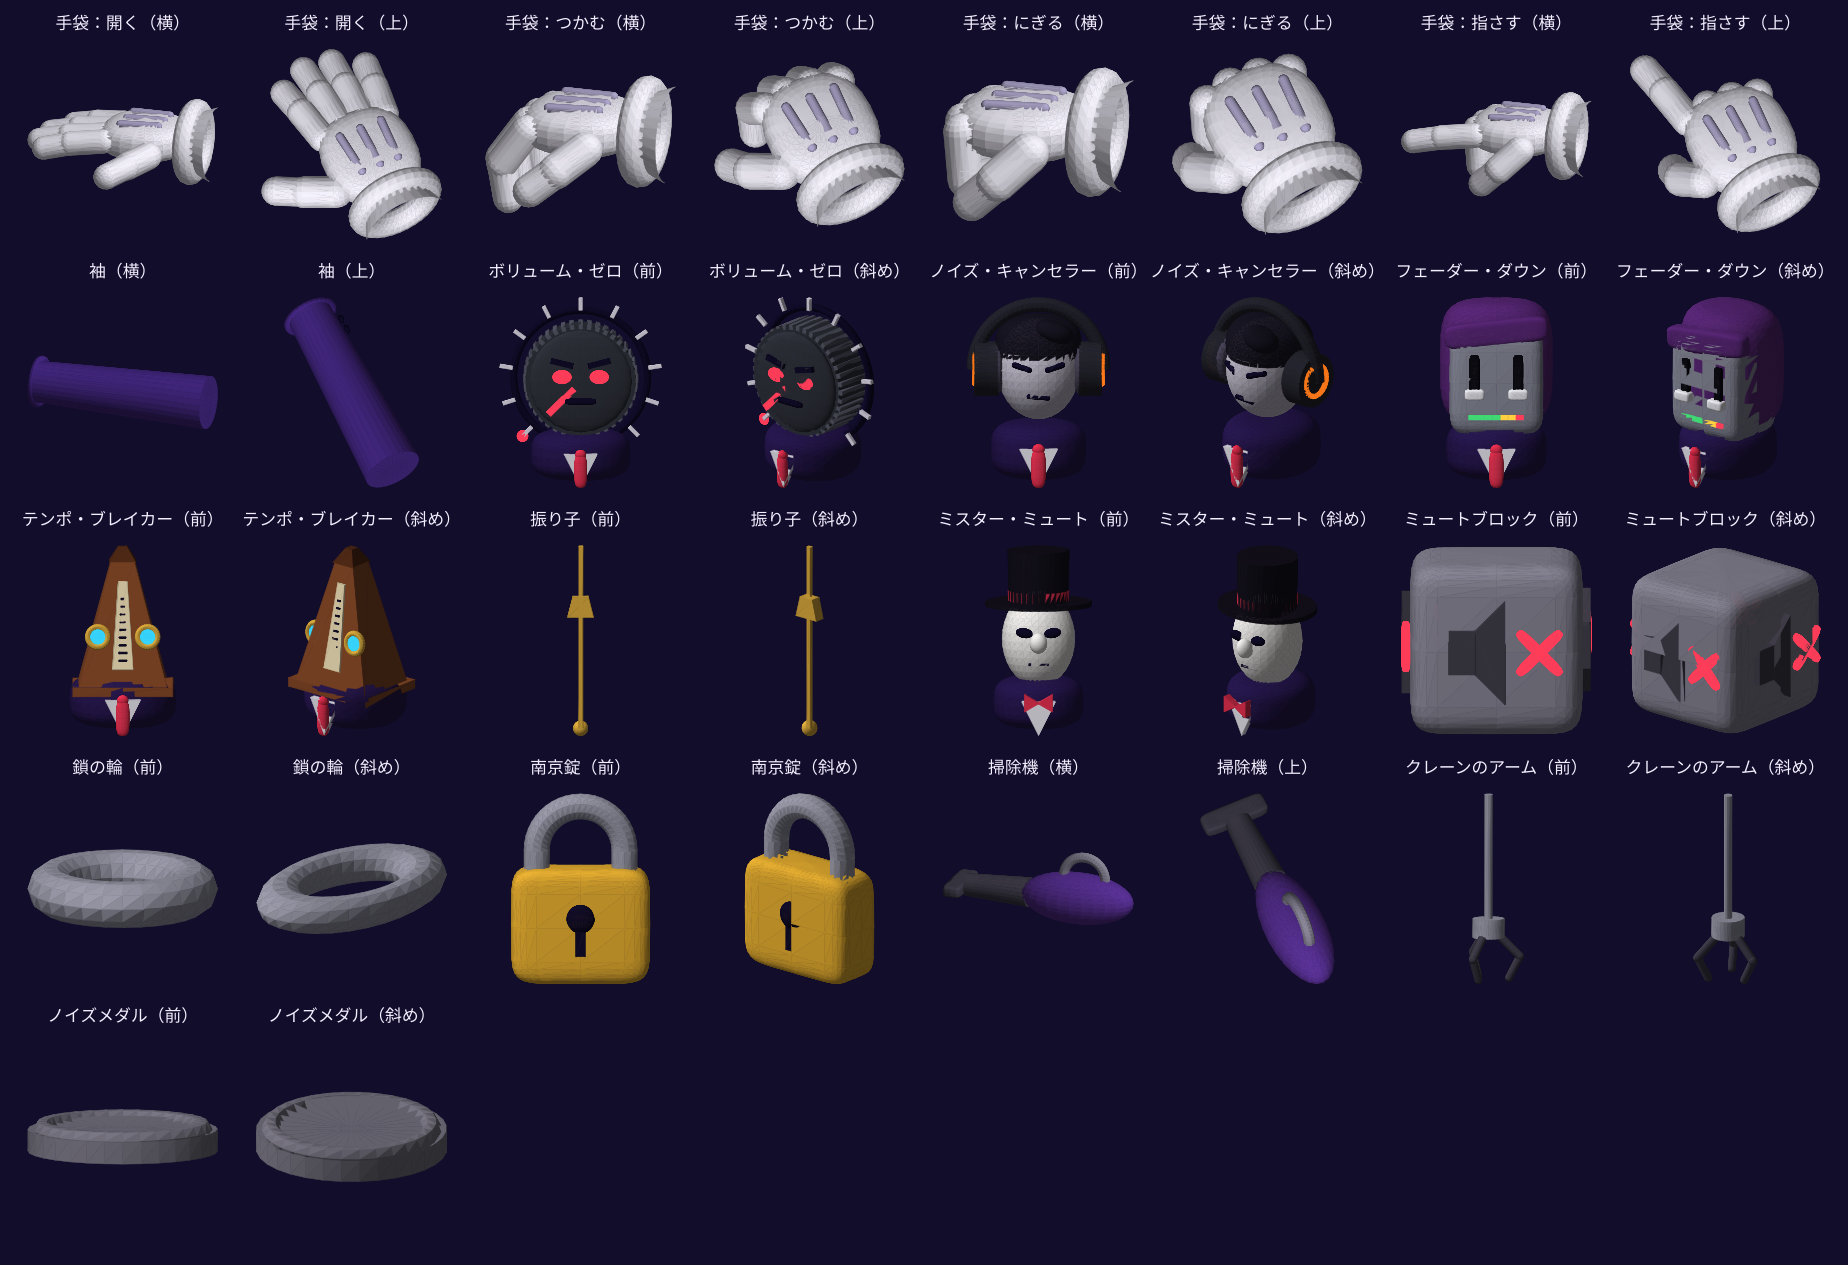 手袋：開く（横）
手袋：開く（上）
手袋：つかむ（横）
手袋：つかむ（上）
手袋：にぎる（横）
手袋：にぎる（上）
手袋：指さす（横）
手袋：指さす（上）
袖（横）
袖（上）
ボリューム・ゼロ（前）
ボリューム・ゼロ（斜め）
ノイズ・キャンセラー（前）
ノイズ・キャンセラー（斜め）
フェーダー・ダウン（前）
フェーダー・ダウン（斜め）
テンポ・ブレイカー（前）
テンポ・ブレイカー（斜め）
振り子（前）
振り子（斜め）
ミスター・ミュート（前）
ミスター・ミュート（斜め）
ミュートブロック（前）
ミュートブロック（斜め）
鎖の輪（前）
鎖の輪（斜め）
南京錠（前）
南京錠（斜め）
掃除機（横）
掃除機（上）
クレーンのアーム（前）
クレーンのアーム（斜め）
ノイズメダル（前）
ノイズメダル（斜め）